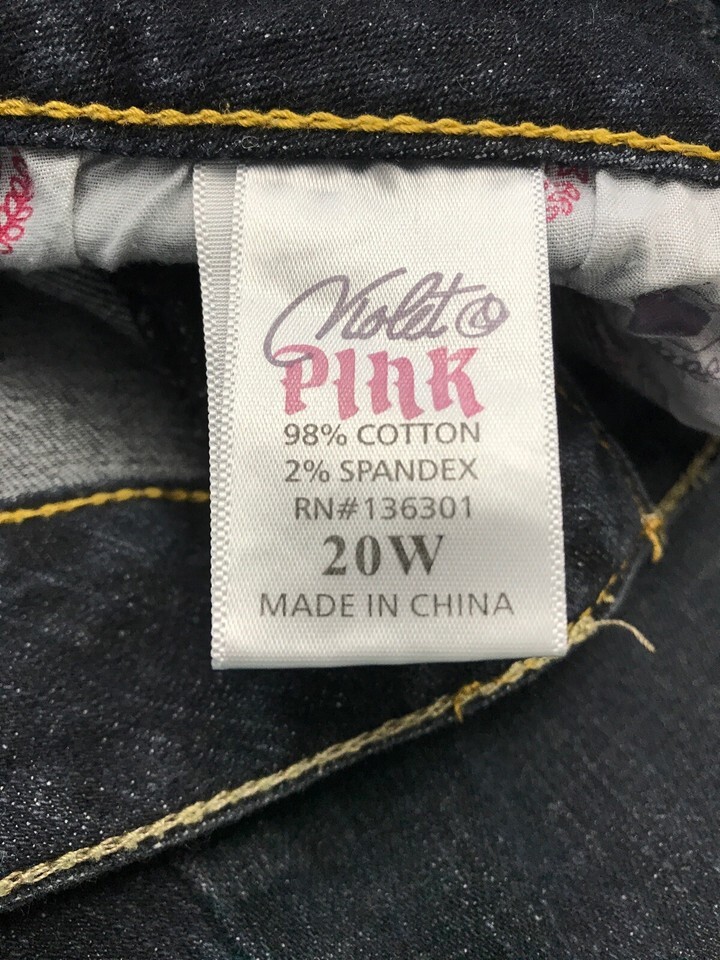 Violet
PINK
98% COTTON
2% SPANDEX
RN#136301
20W
MADE IN CHINA